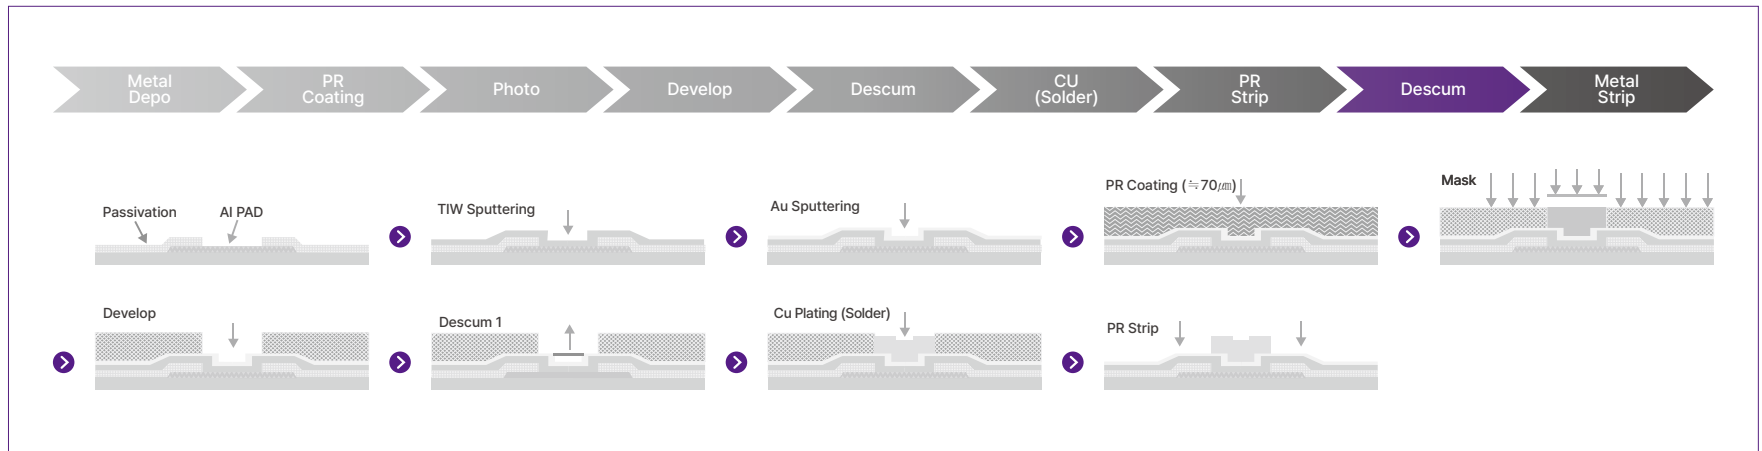 Metal
Depo
PR
Coating
Photo
Develop
Descum
CU
(Solder)
PR
Strip
Descum
Metal
Strip
Passivation
Al PAD
TIW Sputtering
Au Sputtering
PR Coating (≒70㎛)
Mask
Develop
Descum 1
Cu Plating (Solder)
PR Strip